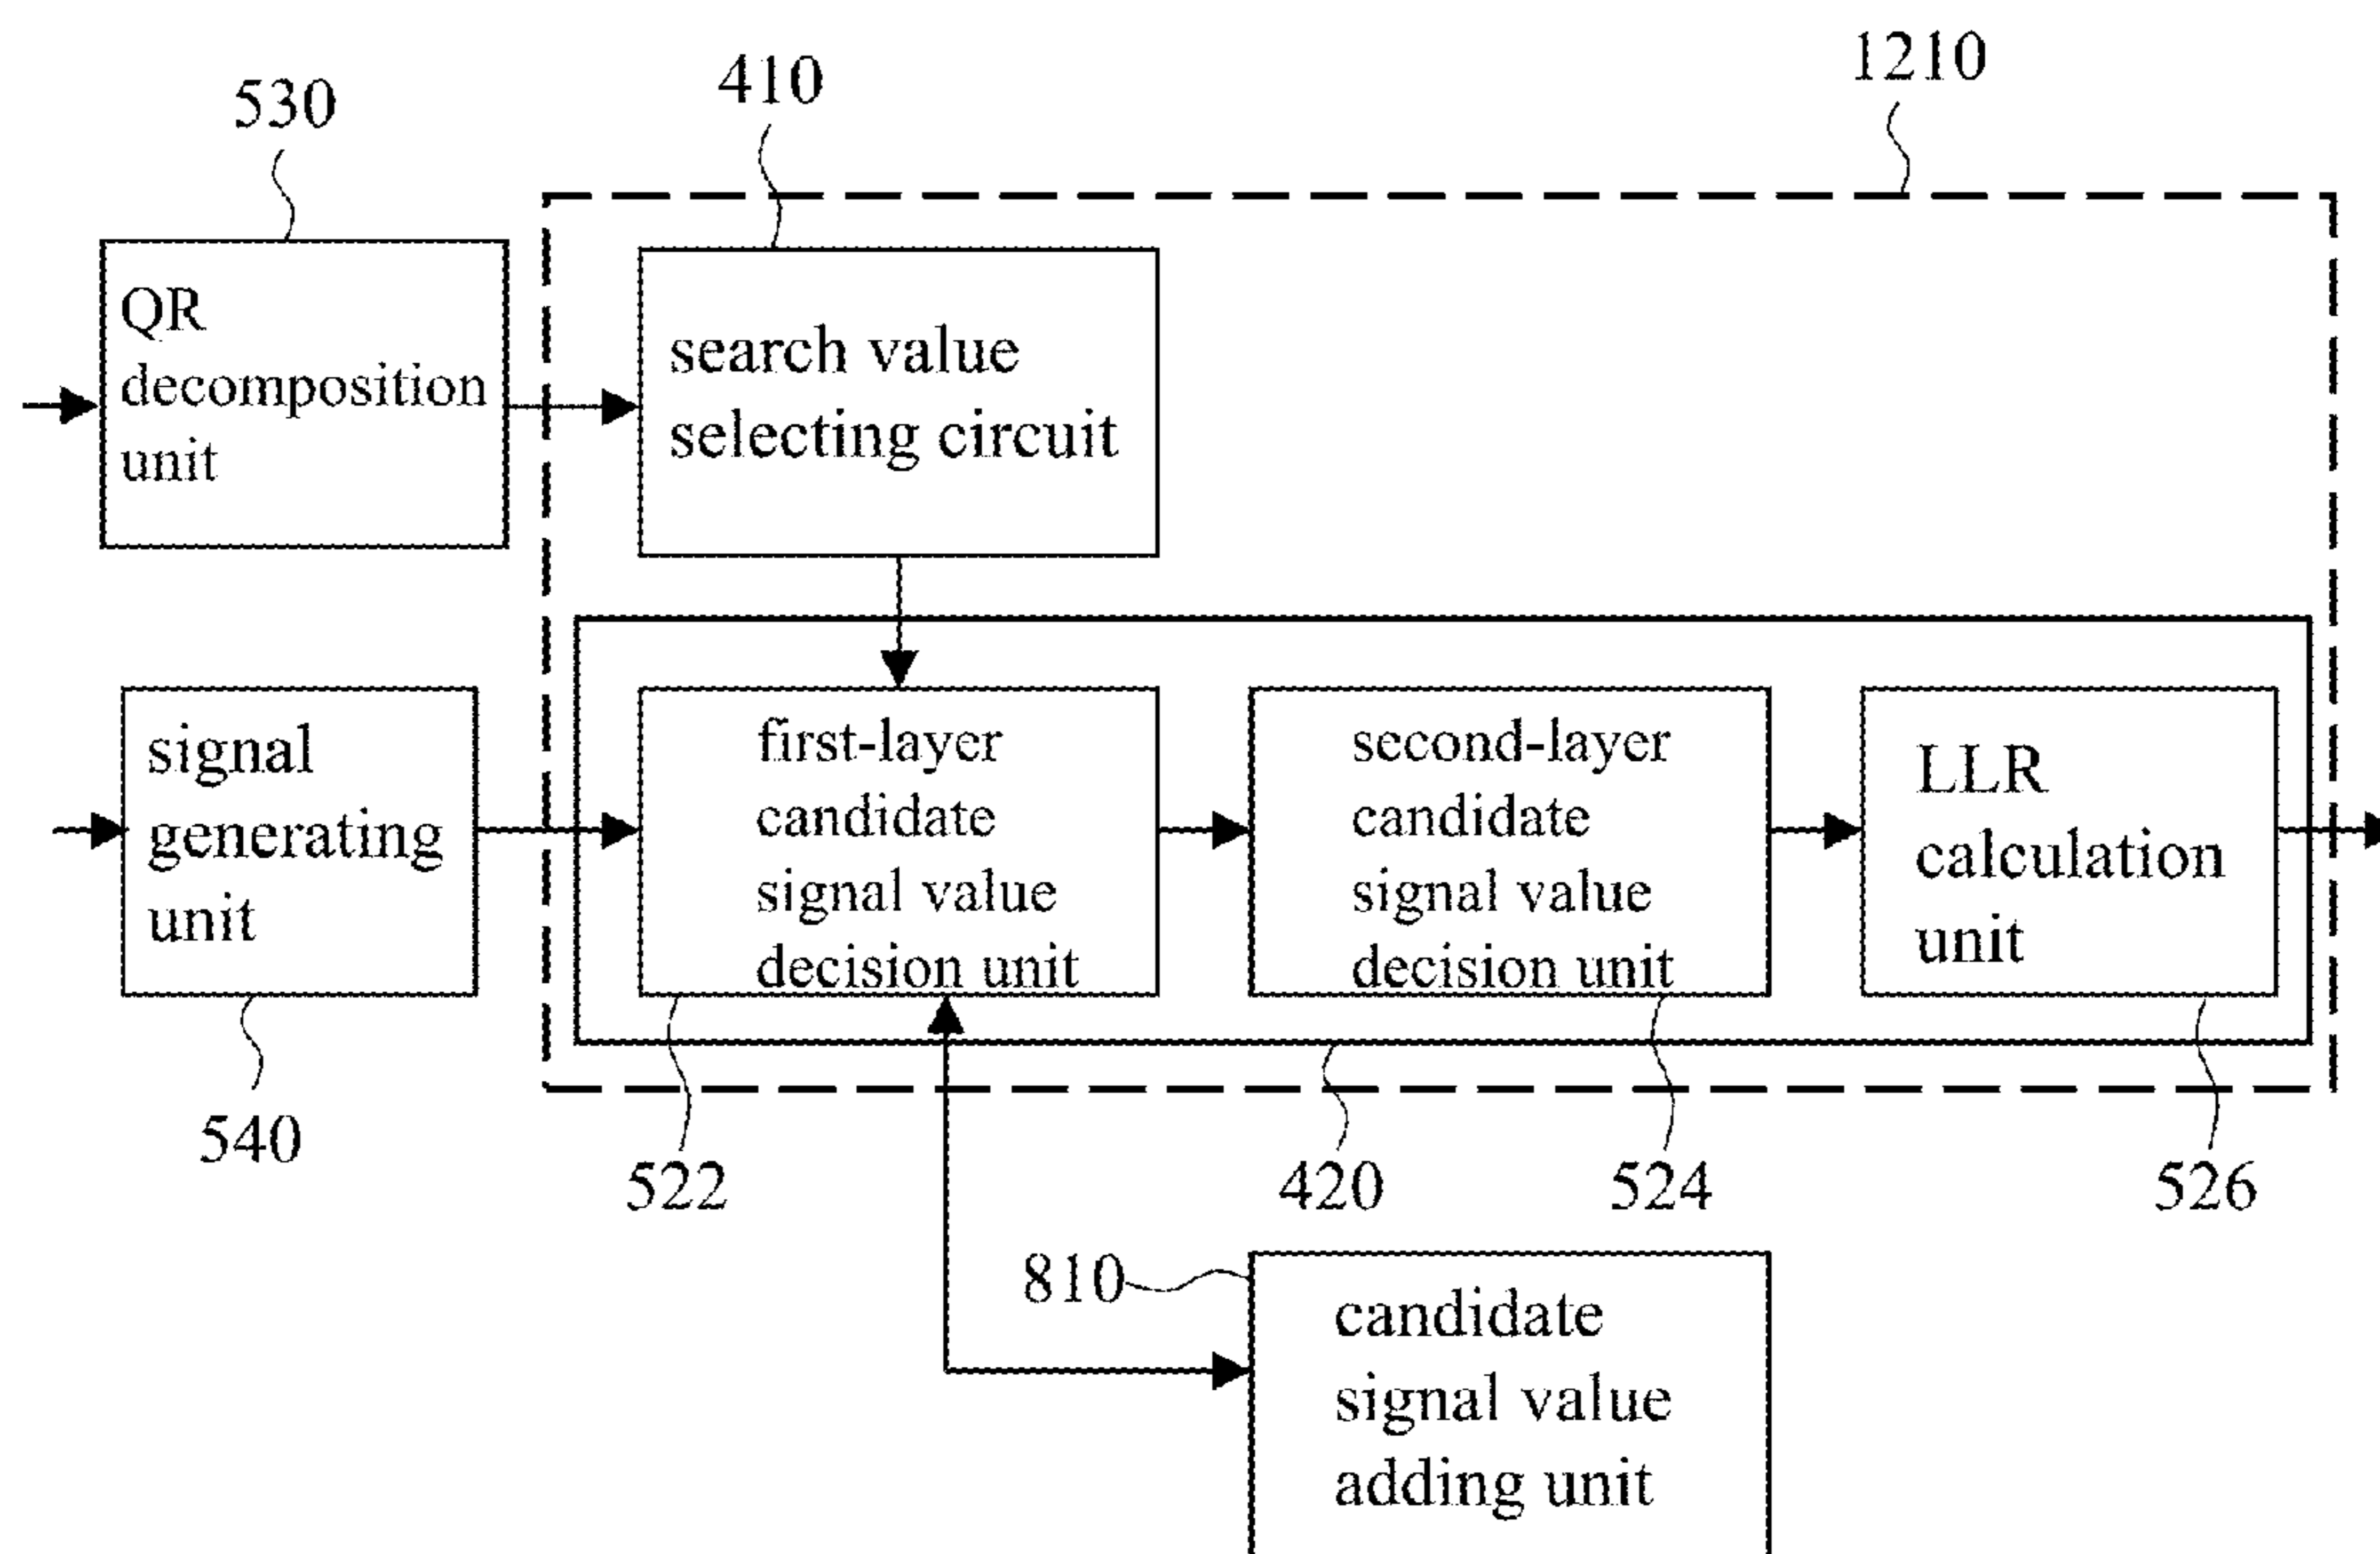 1210
410
530
QR
decomposition
unit
search value
selecting circuit
signal
generating
unit
first-layer
candidate
signal value
decision unit
second-layer
candidate
signal value
decision unit
LLR
calculation
unit
540
522
420
524
526
810
candidate
signal value
adding unit